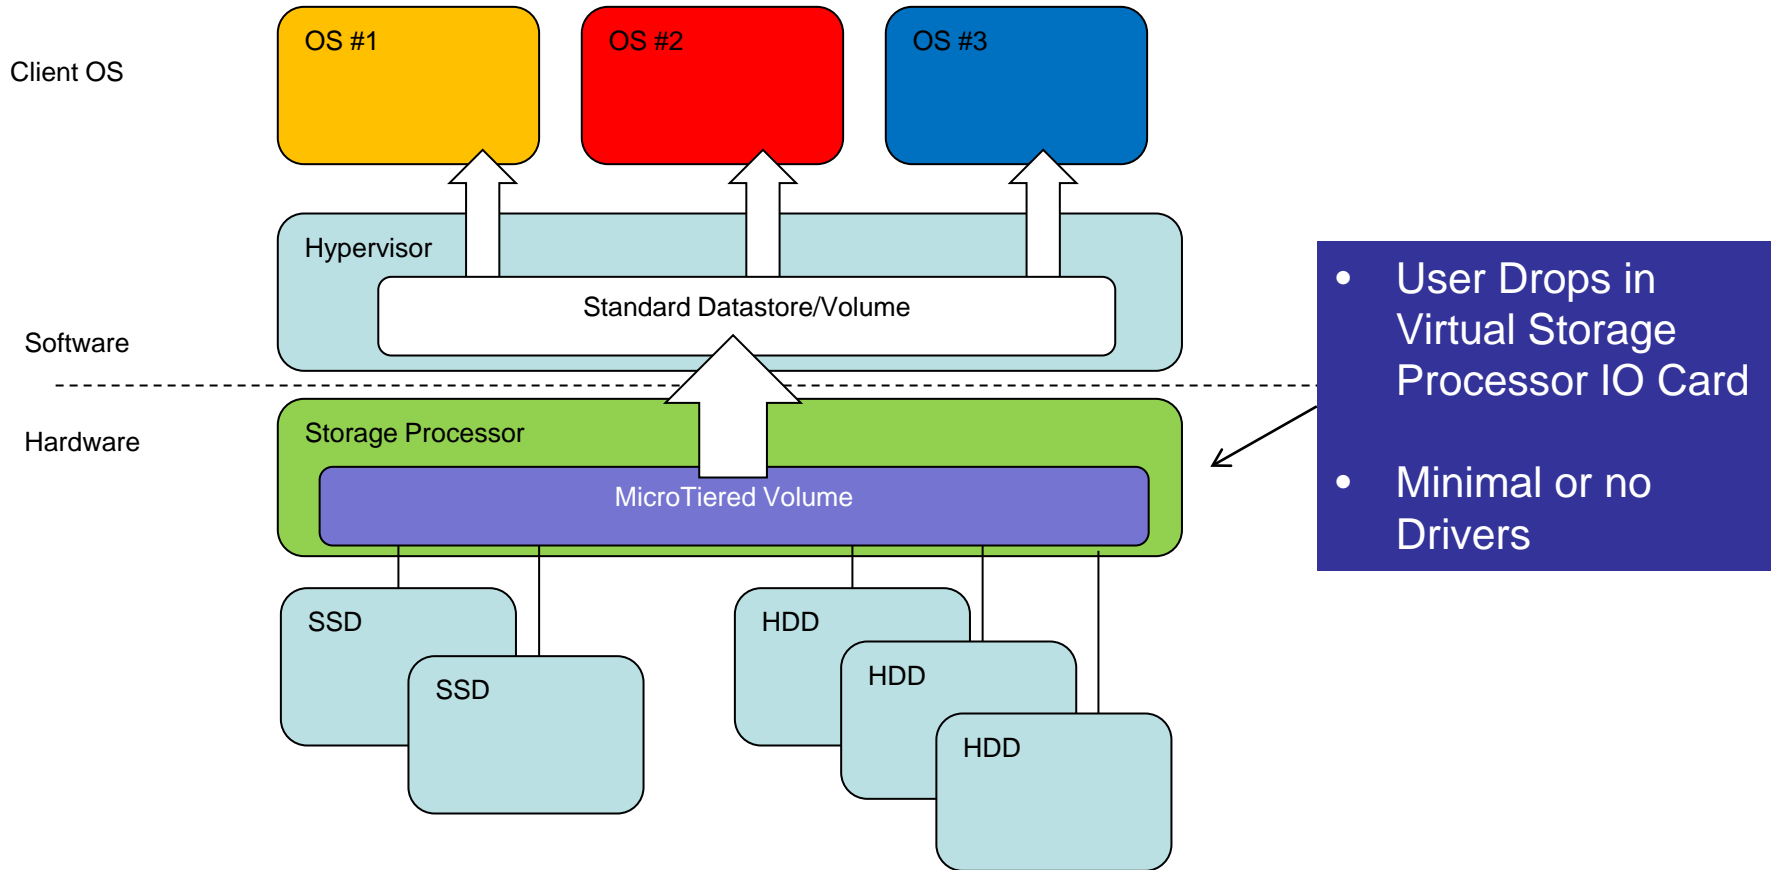 OS #1
OS #2
OS #3
Client OS
Hypervisor
Standard Datastore/Volume
Software
Hardware
Storage Processor
MicroTiered Volume
SSD
SSD
HDD
HDD
HDD
• User Drops in
Virtual Storage
Processor IO Card
• Minimal or no
Drivers